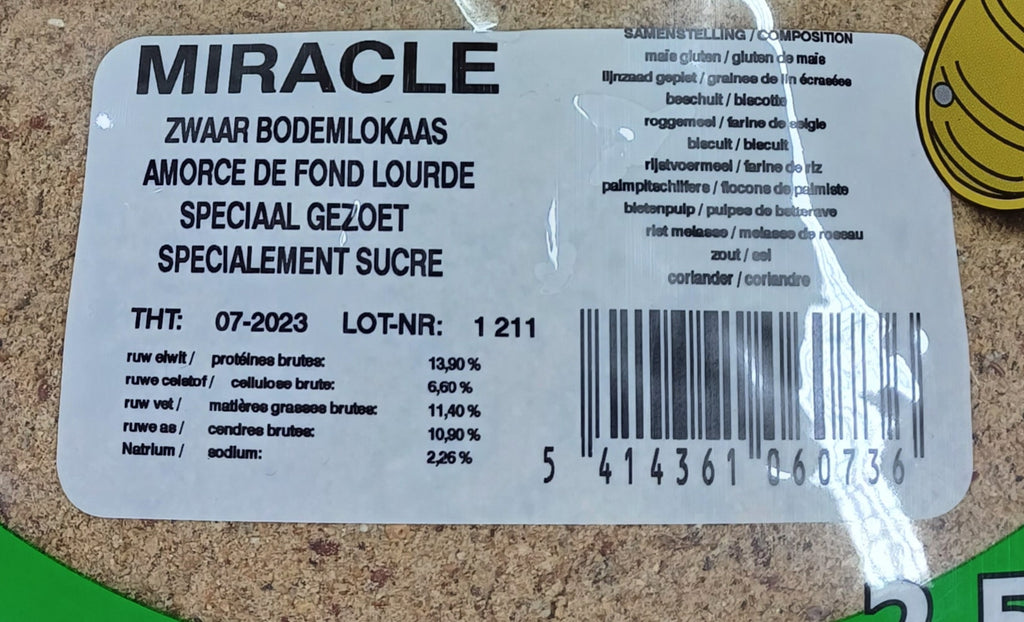 MIRACLE
ZWAAR BODEMLOKAAS
AMORCE DE FOND LOURDE
SPECIAAL GEZOET
SPECIALEMENT SUCRE
THT: 07-2023 LOT-NR: 1 211
ruw eiwit / protéines brutes: 13,90 %
ruwe celstof / cellulose brute: 6,60 %
ruw vet / matières grasses brutes: 11,40 %
ruwe as / cendres brutes: 10,90 %
Natrium / sodium: 2,25 %
SAMENSTELLING / COMPOSITION
maïs gluten / gluten de maïs
lijnzaad geplet / graines de lin écrasées
beschuit / biscotte
roggemeel / farine de seigle
biscuit / biscuit
rijstvoermeel / farine de riz
palmpitschilfers / flocons de palmiste
bietenpulp / pulpes de betterave
riet melasse / melasse de roseau
zout / sel
coriander / coriandre
5 414361 060736
2,5